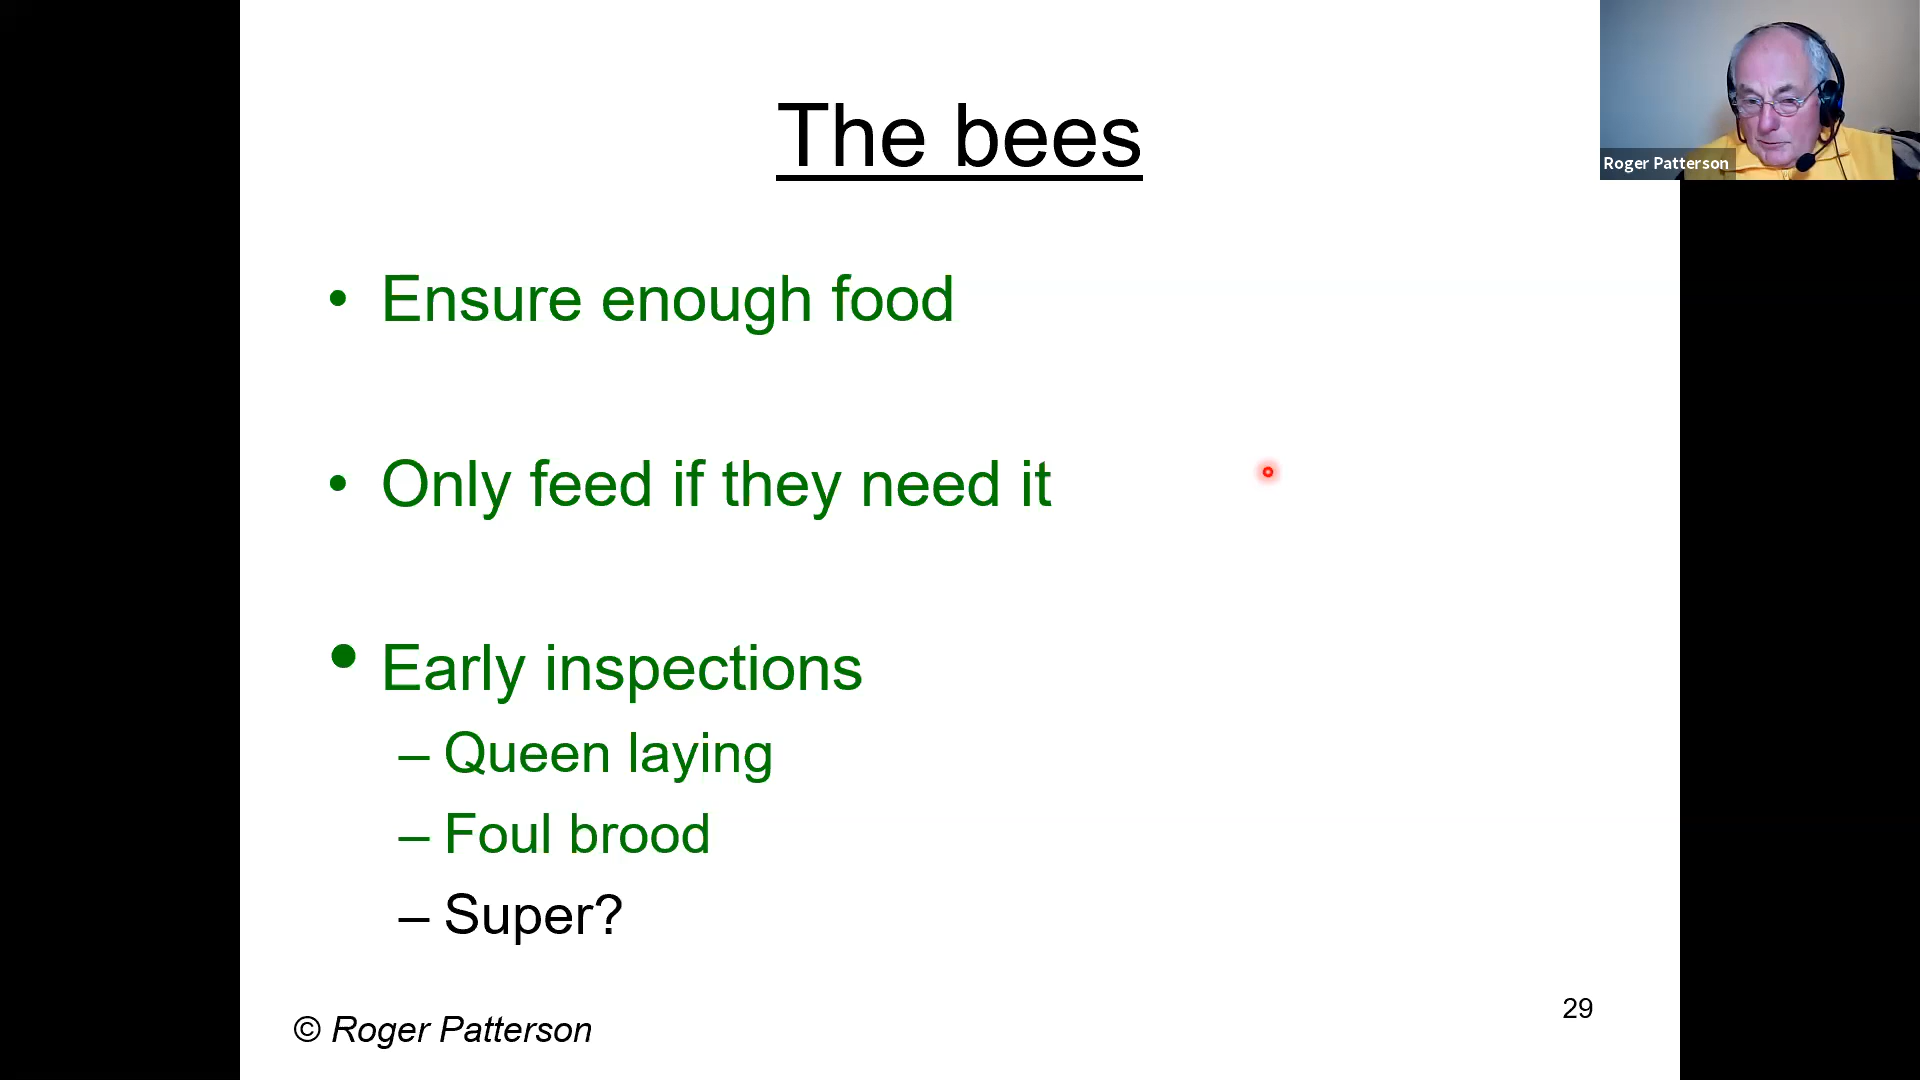 The bees
Roger Patterson
• Ensure enough food
• Only feed if they need it
• Early inspections
– Queen laying
– Foul brood
– Super?
© Roger Patterson
29